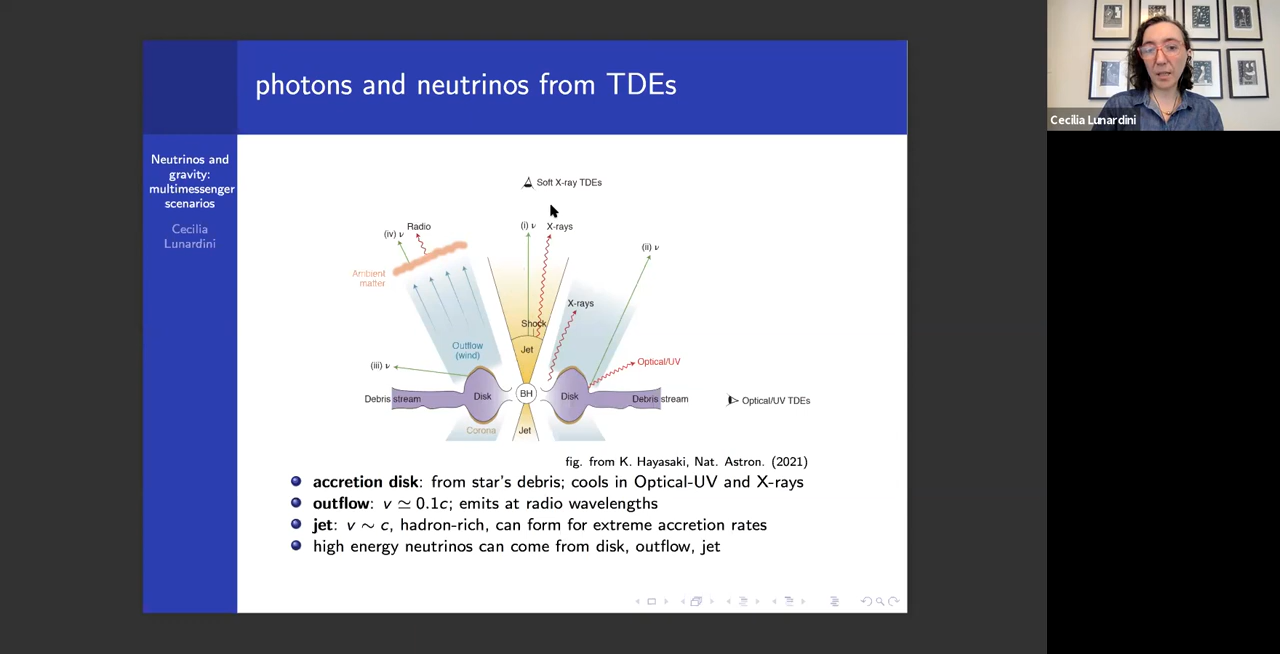 photons and neutrinos from TDEs
Neutrinos and
gravity:
multimessenger
scenarios
Cecilia
Lunardini
Soft X-ray TDEs
(iv) ν
Radio
(i) ν
X-rays
(ii) ν
Ambient
matter
X-rays
Shock
Outflow
(wind)
Jet
(iii) ν
Optical/UV
Debris stream
Disk
BH
Disk
Debris stream
Optical/UV TDEs
Corona
Jet
fig. from K. Hayasaki, Nat. Astron. (2021)
accretion disk: from star's debris; cools in Optical-UV and X-rays
outflow: v ≃ 0.1c; emits at radio wavelengths
jet: v ∼ c, hadron-rich, can form for extreme accretion rates
high energy neutrinos can come from disk, outflow, jet
Cecilia Lunardini